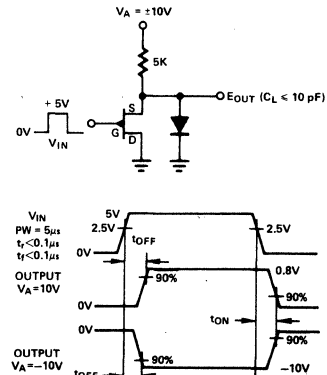 V_A = ±10V
5K
E_OUT (C_L ≤ 10 pF)
+5V
S
0V
V_IN
G
D
V_IN
PW = 5µs
t_r<0.1µs
t_f<0.1µs
5V
2.5V
2.5V
0V
t_OFF
OUTPUT
V_A=10V
90%
0.8V
0V
90%
t_ON
0V
90%
OUTPUT
V_A=−10V
90%
−10V
t_OFF